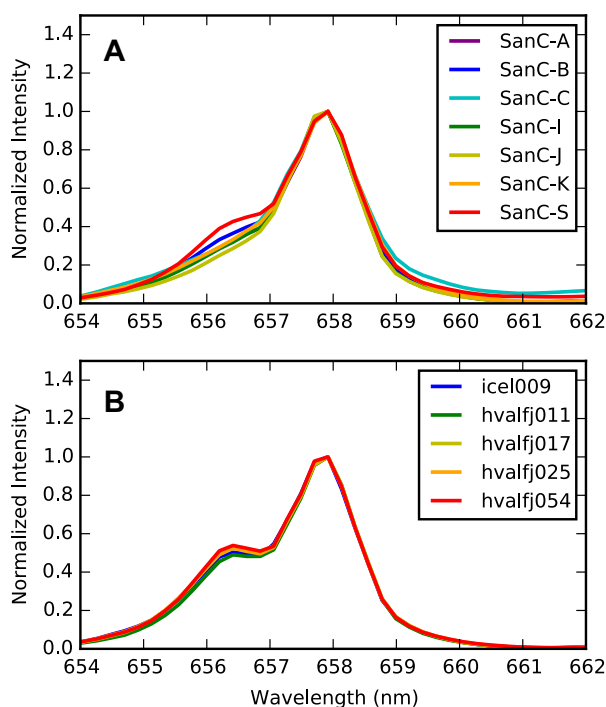 A
Normalized Intensity
1.4
1.2
1.0
0.8
0.6
0.4
0.2
0.0
654 655 656 657 658 659 660 661 662
SanC-A
SanC-B
SanC-C
SanC-I
SanC-J
SanC-K
SanC-S
B
Normalized Intensity
1.4
1.2
1.0
0.8
0.6
0.4
0.2
0.0
654 655 656 657 658 659 660 661 662
Wavelength (nm)
icel009
hvalfj011
hvalfj017
hvalfj025
hvalfj054